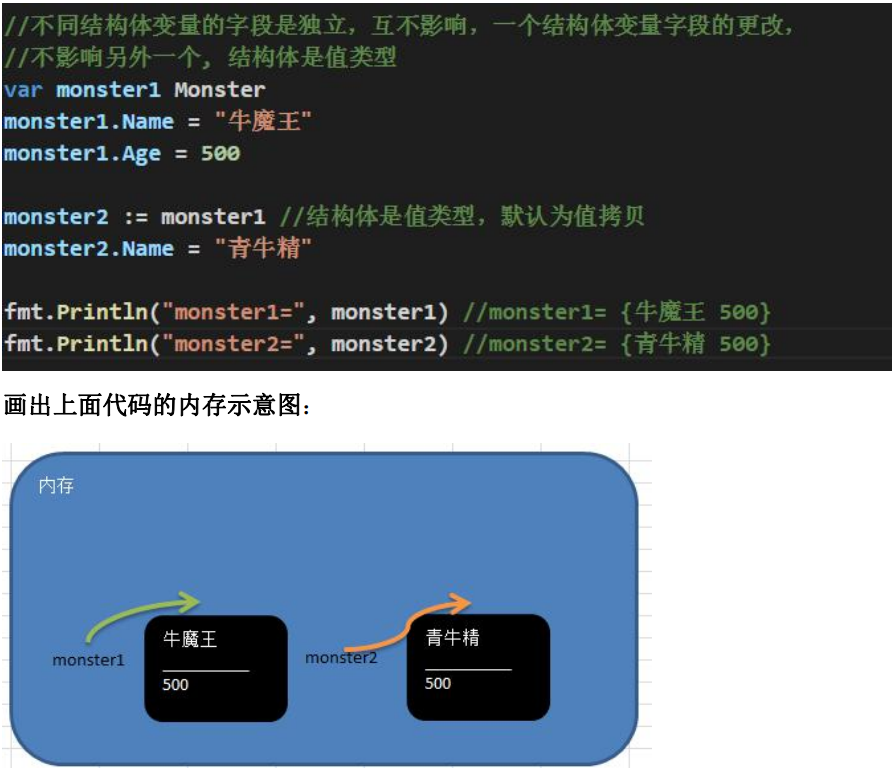 //不同结构体变量的字段是独立，互不影响，一个结构体变量字段的更改，
//不影响另外一个, 结构体是值类型
var monster1 Monster
monster1.Name = "牛魔王"
monster1.Age = 500
monster2 := monster1 //结构体是值类型，默认为值拷贝
monster2.Name = "青牛精"
fmt.Println("monster1=", monster1) //monster1= {牛魔王 500}
fmt.Println("monster2=", monster2) //monster2= {青牛精 500}
画出上面代码的内存示意图：
内存
牛魔王
青牛精
monster1
monster2
500
500